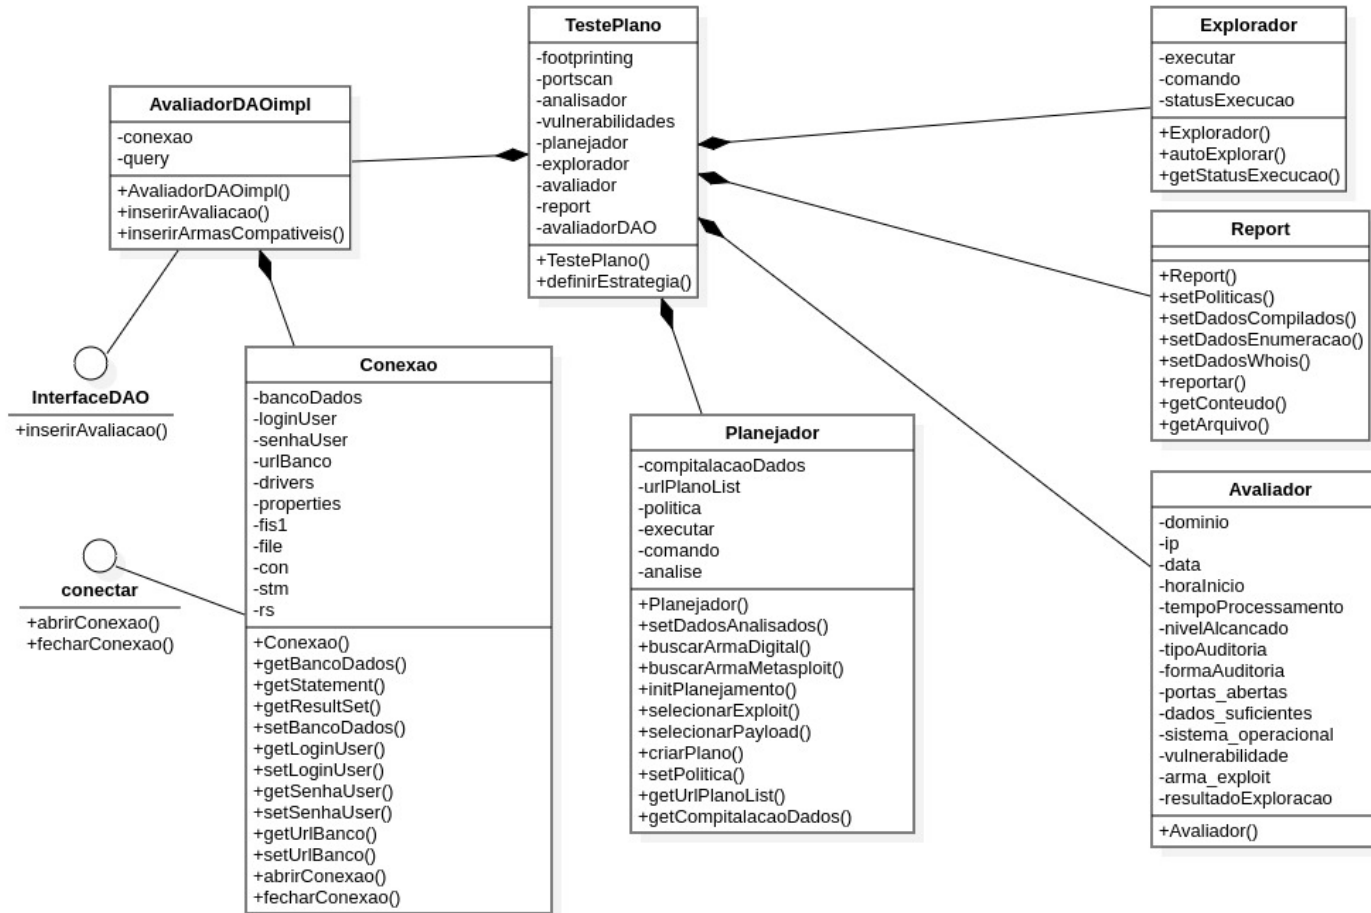 TestePlano
-footprinting
-portscan
-analisador
-vulnerabilidades
-planejador
-explorador
-avaliador
-report
-avaliadorDAO
+TestePlano()
+definirEstrategia()
Explorador
-executar
-comando
-statusExecucao
+Explorador()
+autoExplorar()
+getStatusExecucao()
AvaliadorDAOimpl
-conexao
-query
+AvaliadorDAOimpl()
+inserirAvaliacao()
+inserirArmasCompativeis()
Report
+Report()
+setPoliticas()
+setDadosCompilados()
+setDadosEnumeracao()
+setDadosWhois()
+reportar()
+getConteudo()
+getArquivo()
InterfaceDAO
+inserirAvaliacao()
Conexao
-bancoDados
-loginUser
-senhaUser
-urlBanco
-drivers
-properties
-fis1
-file
-con
-stm
-rs
+Conexao()
+getBancoDados()
+getStatement()
+getResultSet()
+setBancoDados()
+getLoginUser()
+setLoginUser()
+getSenhaUser()
+setSenhaUser()
+getUrlBanco()
+setUrlBanco()
+abrirConexao()
+fecharConexao()
conectar
+abrirConexao()
+fecharConexao()
Planejador
-compitalacaoDados
-urlPlanoList
-politica
-executar
-comando
-analise
+Planejador()
+setDadosAnalisados()
+buscarArmaDigital()
+buscarArmaMetasploit()
+initPlanejamento()
+selecionarExploit()
+selecionarPayload()
+criarPlano()
+setPolitica()
+getUrlPlanoList()
+getCompitalacaoDados()
Avaliador
-dominio
-ip
-data
-horaInicio
-tempoProcessamento
-nivelAlcancado
-tipoAuditoria
-formaAuditoria
-portas_abertas
-dados_suficientes
-sistema_operacional
-vulnerabilidade
-arma_exploit
-resultadoExploracao
+Avaliador()